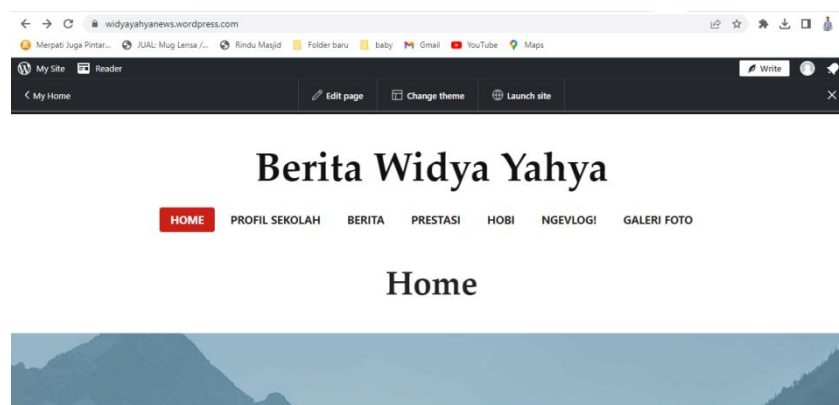 widyayahyanews.wordpress.com
Merpati Juga Pintar... JUAL: Mug Lensa /... Rindu Masjid Folder baru baby Gmail YouTube Maps
My Site Reader Write
My Home Edit page Change theme Launch site
Berita Widya Yahya
HOME PROFIL SEKOLAH BERITA PRESTASI HOBI NGEVLOG! GALERI FOTO
Home